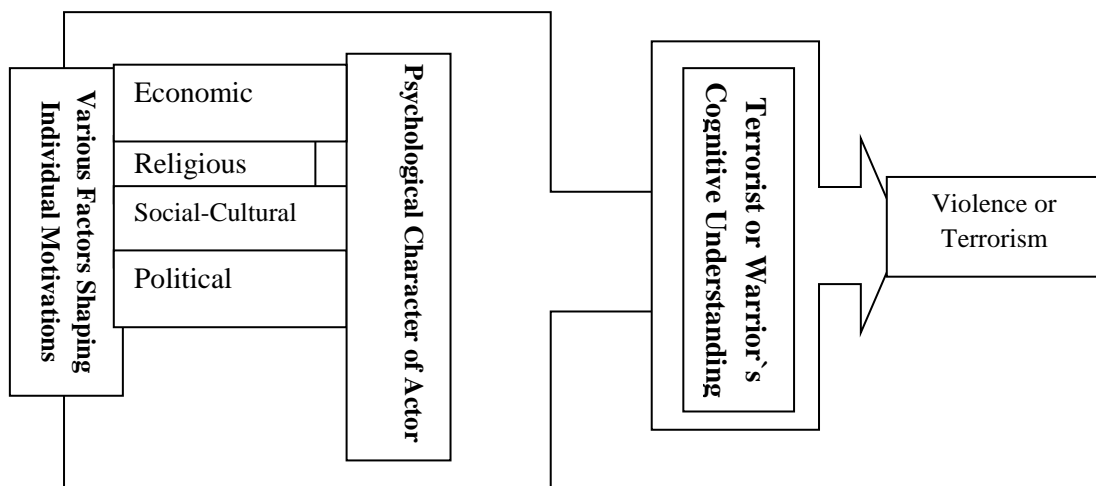 Various Factors Shaping
Individual Motivations
Economic
Religious
Social-Cultural
Political
Psychological Character of Actor
Terrorist or Warrior`s
Cognitive Understanding
Violence or
Terrorism